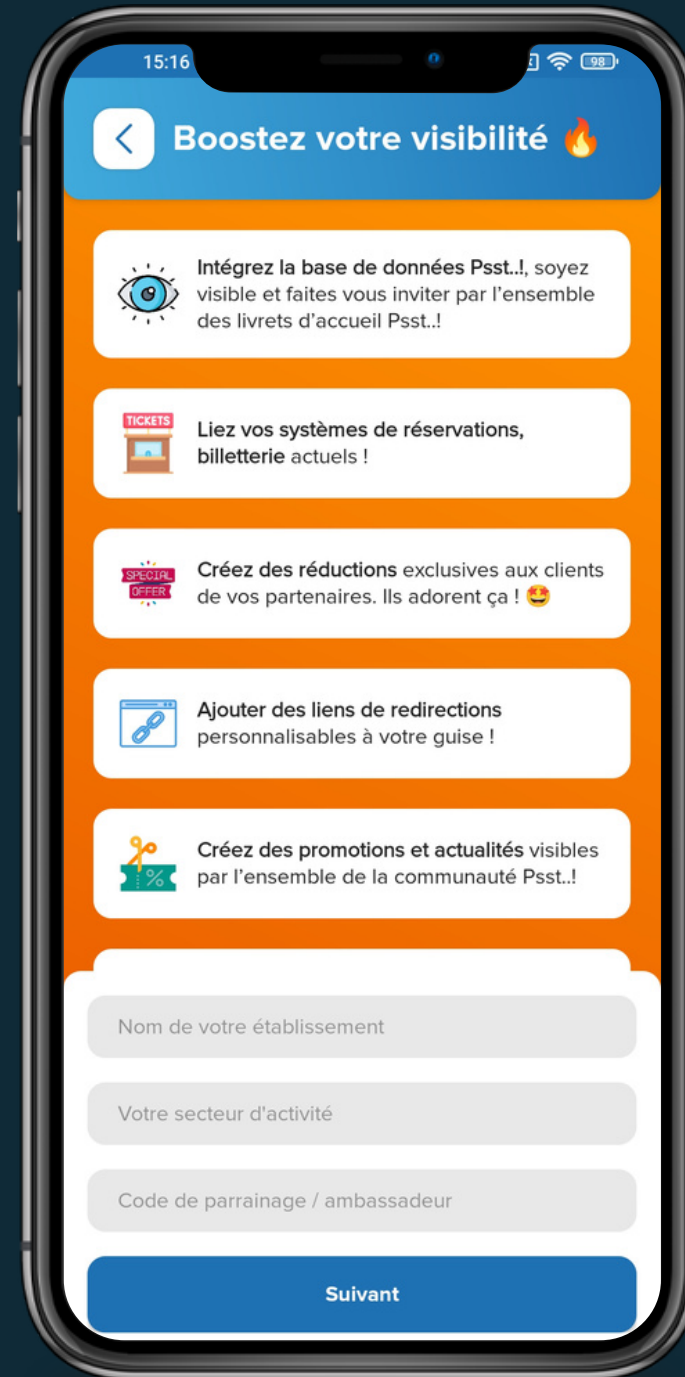 15:16
98
Boostez votre visibilité 🔥
Intégrez la base de données Psst..!, soyez
visible et faites vous inviter par l'ensemble
des livrets d'accueil Psst..!
TICKETS
Liez vos systèmes de réservations,
billetterie actuels !
SPECIAL
OFFER
Créez des réductions exclusives aux clients
de vos partenaires. Ils adorent ça ! 🤩
Ajouter des liens de redirections
personnalisables à votre guise !
%
Créez des promotions et actualités visibles
par l'ensemble de la communauté Psst..!
Nom de votre établissement
Votre secteur d'activité
Code de parrainage / ambassadeur
Suivant